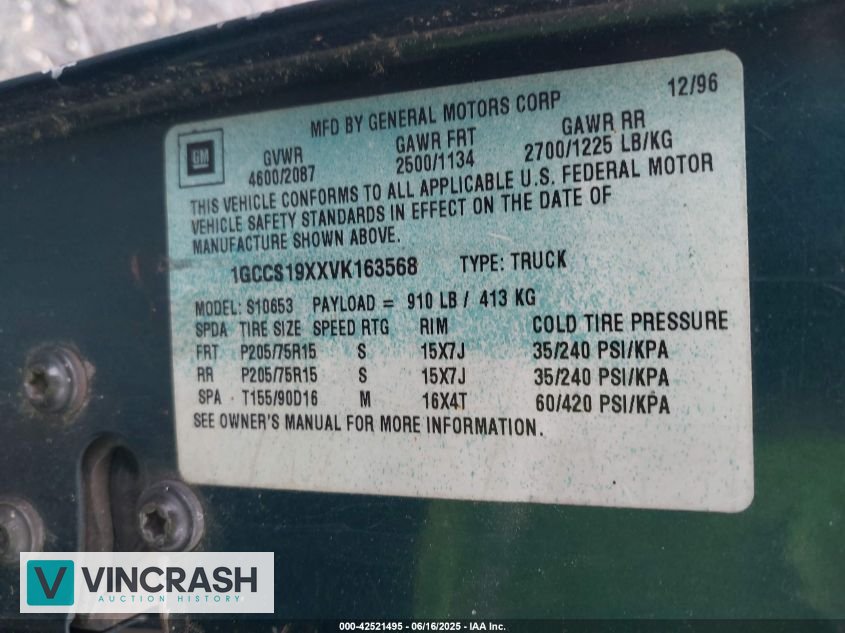 12/96
MFD BY GENERAL MOTORS CORP
GM
GVWR GAWR FRT GAWR RR
4600/2087 2500/1134 2700/1225 LB/KG
THIS VEHICLE CONFORMS TO ALL APPLICABLE U.S. FEDERAL MOTOR
VEHICLE SAFETY STANDARDS IN EFFECT ON THE DATE OF
MANUFACTURE SHOWN ABOVE.
1GCCS19XXVK163568 TYPE: TRUCK
MODEL: S10653 PAYLOAD = 910 LB / 413 KG
SPDA TIRE SIZE SPEED RTG RIM COLD TIRE PRESSURE
FRT P205/75R15 S 15X7J 35/240 PSI/KPA
RR P205/75R15 S 15X7J 35/240 PSI/KPA
SPA T155/90D16 M 16X4T 60/420 PSI/KPA
SEE OWNER'S MANUAL FOR MORE INFORMATION.
V VINCRASH
AUCTION HISTORY
000-42521495 - 06/16/2025 - IAA Inc.